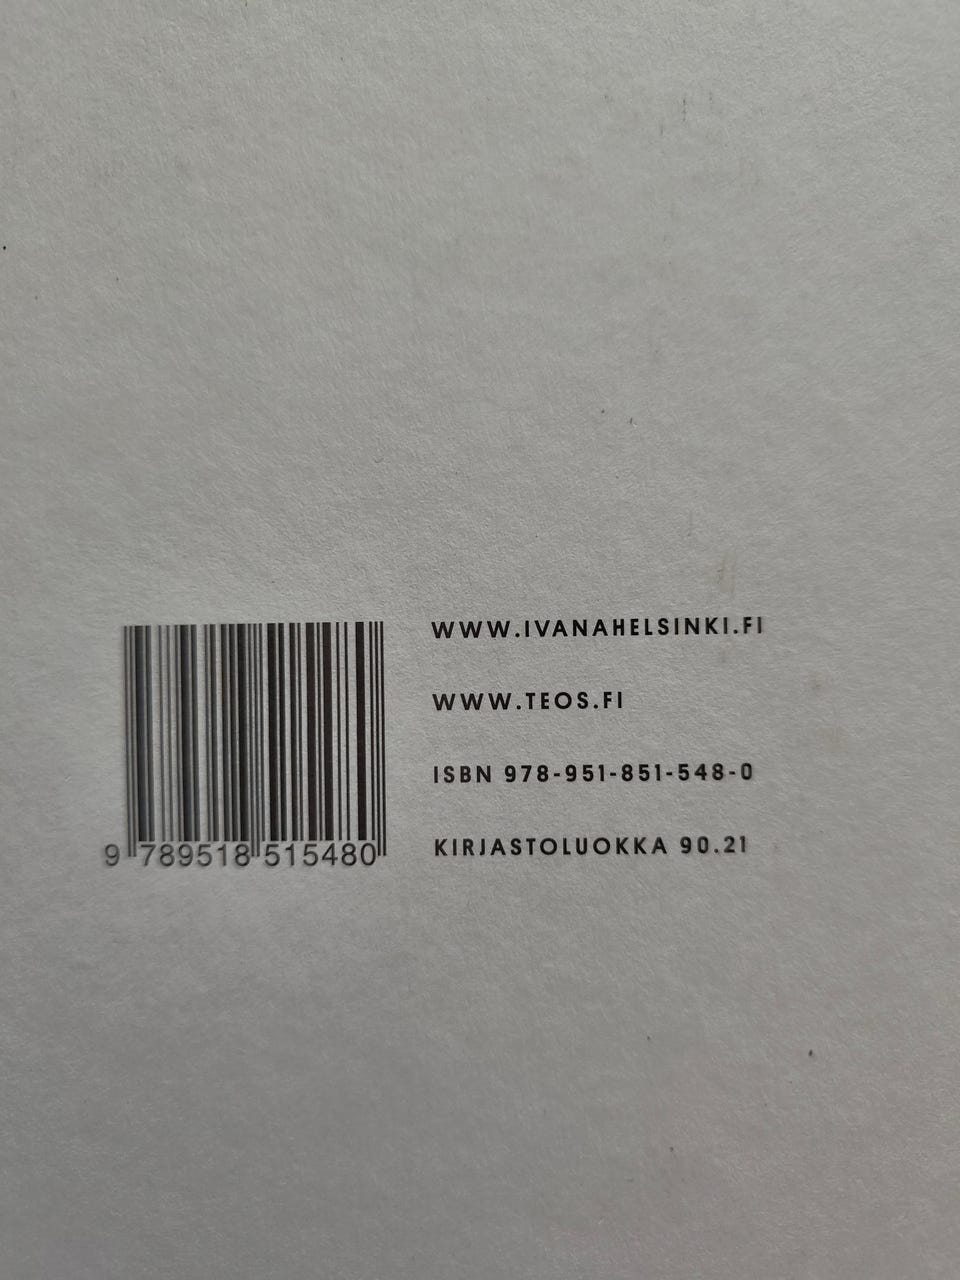 WWW.IVANAHELSINKI.FI
WWW.TEOS.FI
ISBN 978-951-851-548-0
KIRJASTOLUOKKA 90.21
9 789518 515480